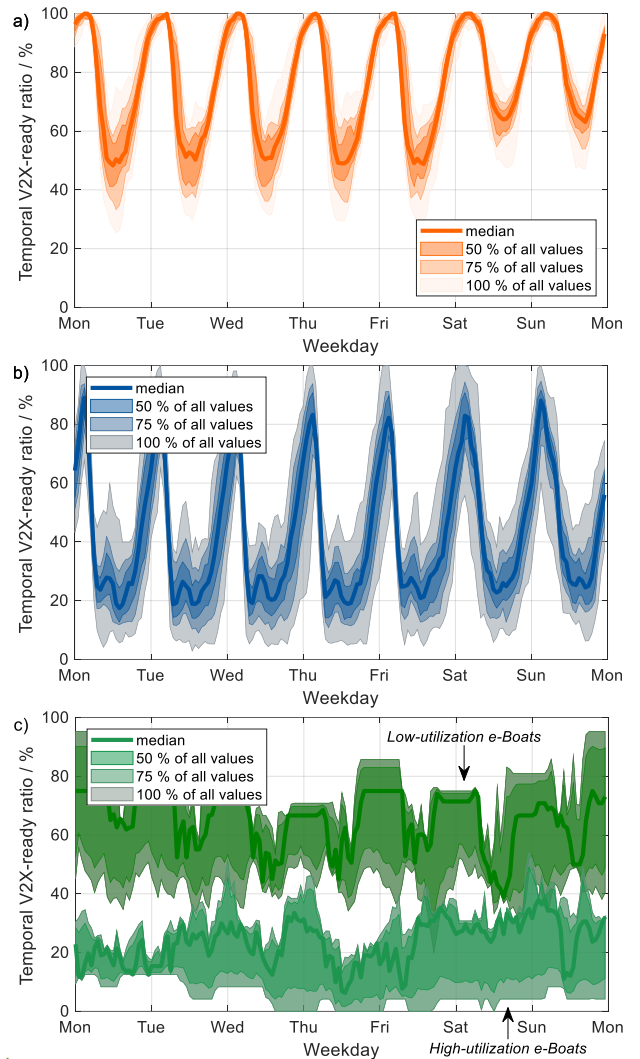 a)
Temporal V2X-ready ratio / %
100
80
60
40
20
0
median
50 % of all values
75 % of all values
100 % of all values
Mon Tue Wed Thu Fri Sat Sun Mon
Weekday
b)
Temporal V2X-ready ratio / %
100
80
60
40
20
0
median
50 % of all values
75 % of all values
100 % of all values
Mon Tue Wed Thu Fri Sat Sun Mon
Weekday
c)
Temporal V2X-ready ratio / %
100
80
60
40
20
0
median
50 % of all values
75 % of all values
100 % of all values
Low-utilization e-Boats
Mon Tue Wed Thu Fri Sat Sun Mon
Weekday
High-utilization e-Boats